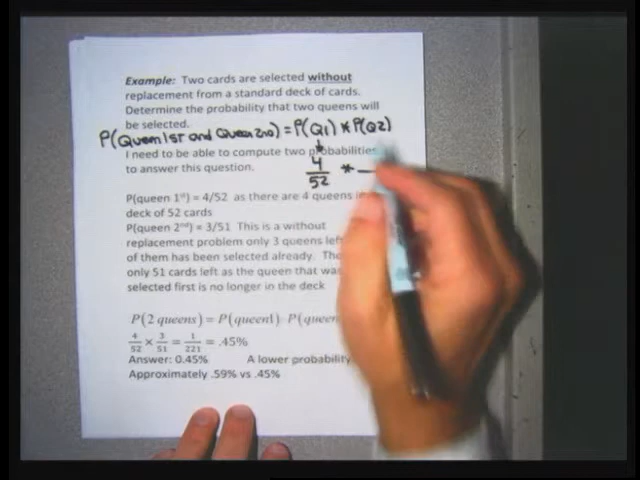 Example: Two cards are selected without
replacement from a standard deck of cards.
Determine the probability that two queens will
be selected.
P(Queen 1st and Queen 2nd) = P(Q1) * P(Q2)
I need to be able to compute two probabilities
to answer this question.
4/52 * —
P(queen 1st) = 4/52 as there are 4 queens in
deck of 52 cards
P(queen 2nd) = 3/51 This is a without
replacement problem only 3 queens left
of them has been selected already. The
only 51 cards left as the queen that was
selected first is no longer in the deck
P(2 queens) = P(queen1) · P(queen
4/52 × 3/51 = 1/221 = .45%
Answer: 0.45% A lower probability
Approximately .59% vs .45%